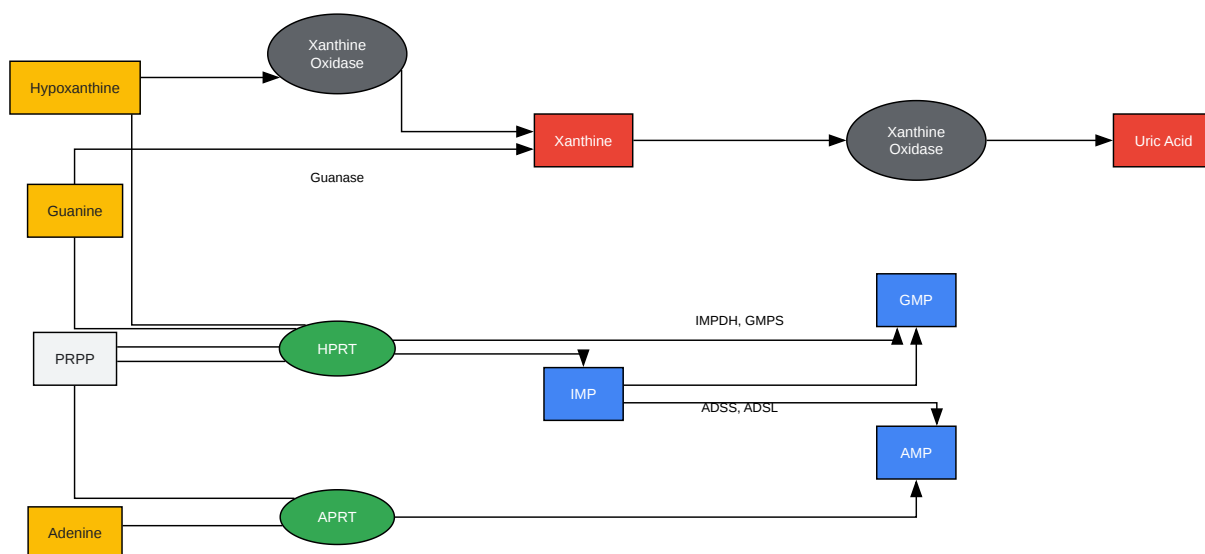 Xanthine
Oxidase
Hypoxanthine
Xanthine
Xanthine
Oxidase
Uric Acid
Guanase
Guanine
GMP
IMPDH, GMPS
HPRT
PRPP
IMP
ADSS, ADSL
AMP
APRT
Adenine